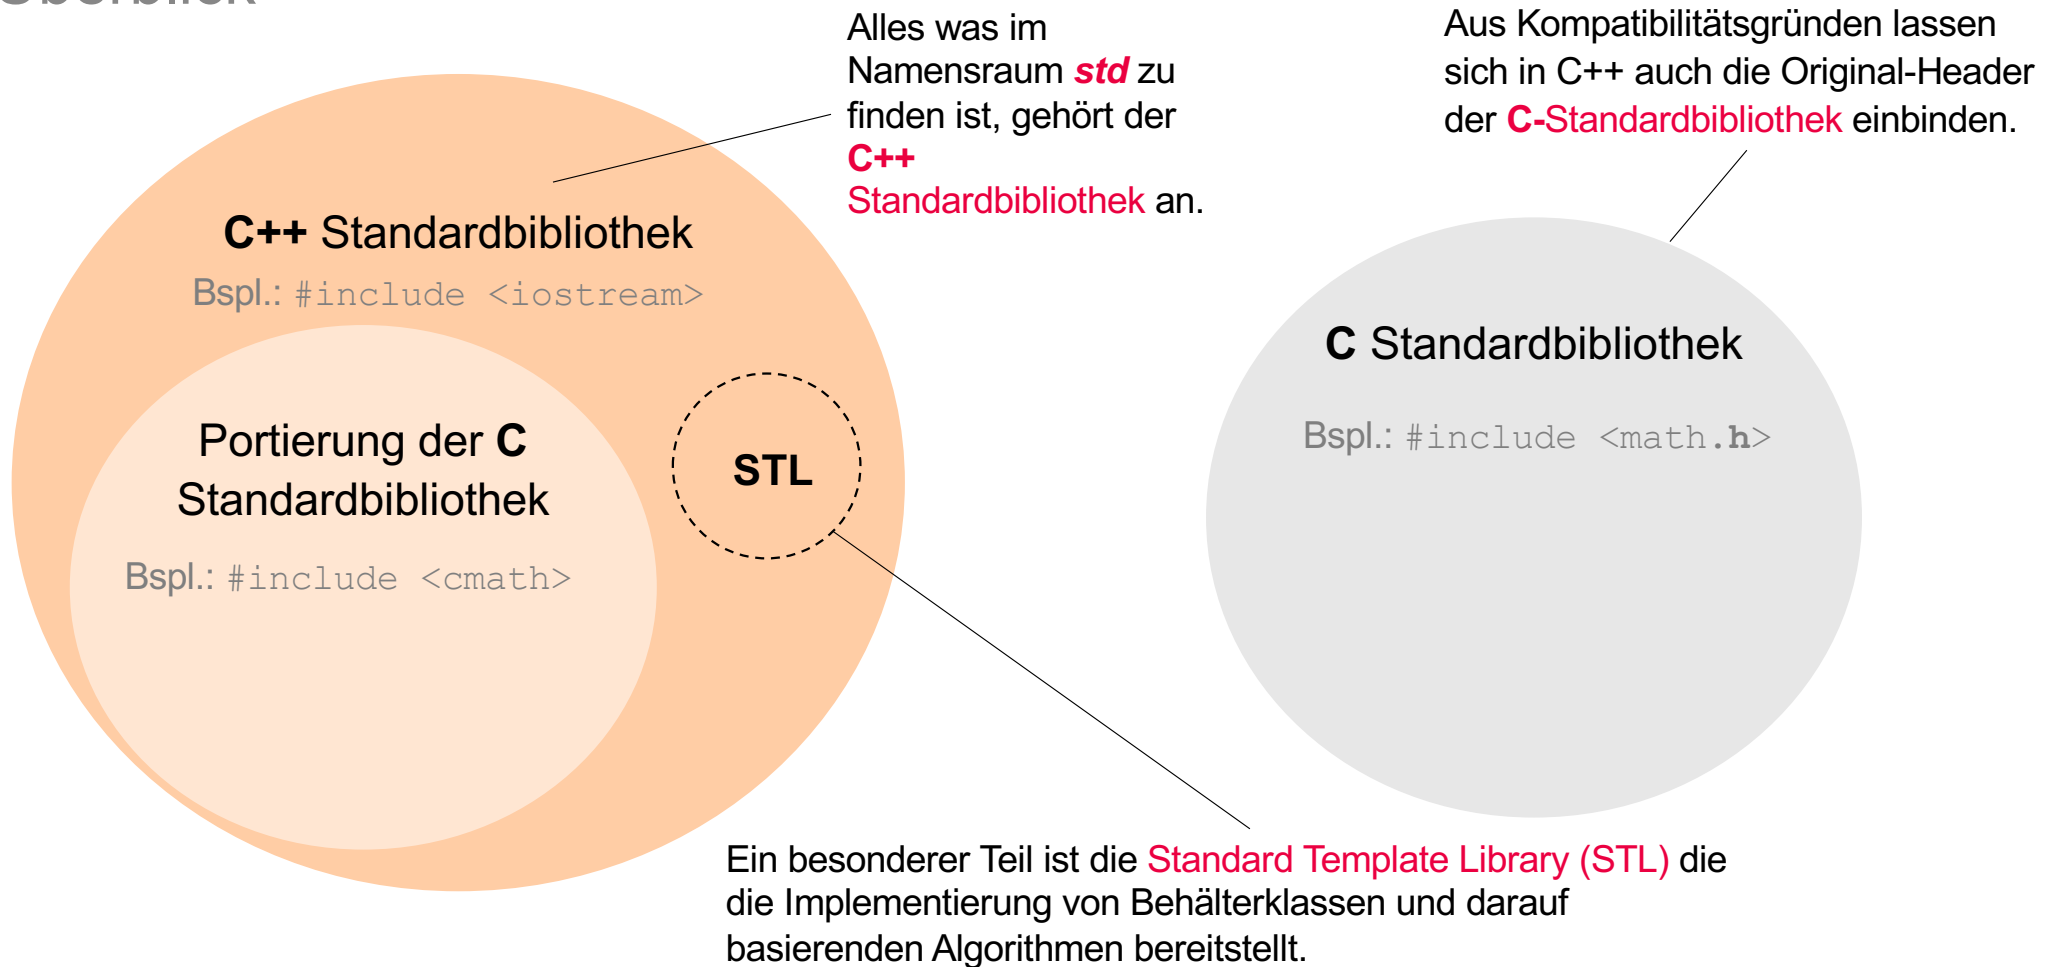 Überblick
Alles was im
Namensraum std zu
finden ist, gehört der
C++
Standardbibliothek an.
Aus Kompatibilitätsgründen lassen
sich in C++ auch die Original-Header
der C-Standardbibliothek einbinden.
C++ Standardbibliothek
Bspl.: #include <iostream>
Portierung der C
Standardbibliothek
Bspl.: #include <cmath>
STL
C Standardbibliothek
Bspl.: #include <math.h>
Ein besonderer Teil ist die Standard Template Library (STL) die
die Implementierung von Behälterklassen und darauf
basierenden Algorithmen bereitstellt.